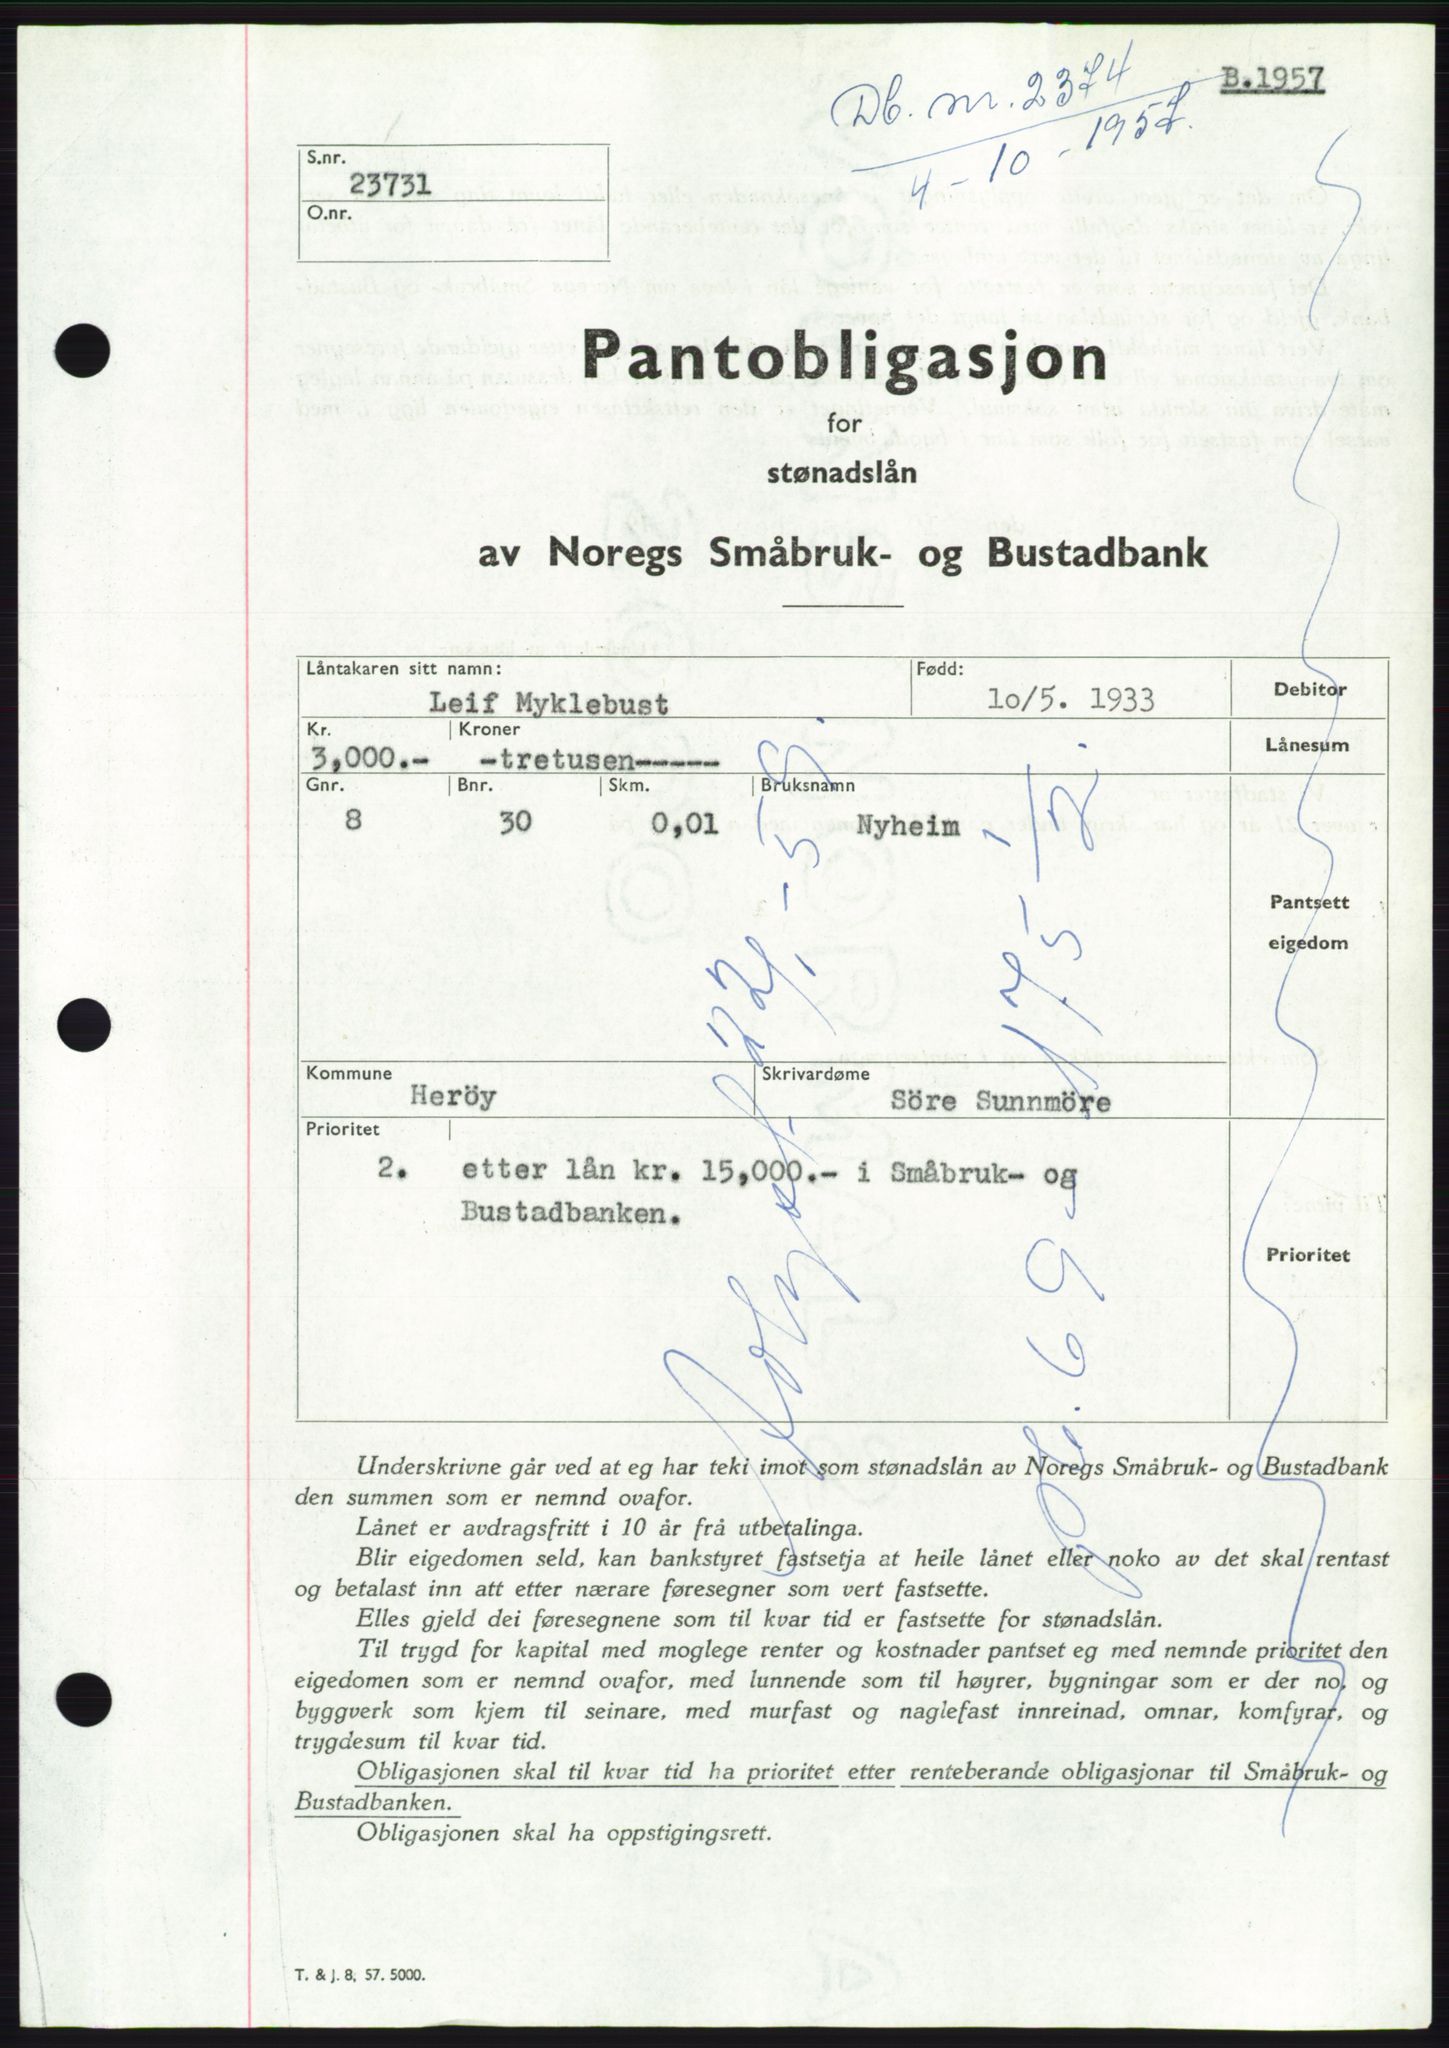 Db. nr. 2374
4 - 10 - 1957.
B.1957
S.nr.
23731
O.nr.
Pantobligasjon
for
stønadslån
av Noregs Småbruk- og Bustadbank
Låntakaren sitt namn:
Leif Myklebust
Fødd:
1o/5. 1933
Debitor
Kr.
3,000.-
Kroner
-tretusen-----
Lånesum
Gnr. Bnr. Skm. Bruksnamn
8 30 0,01 Nyheim
Pantsett
eigedom
Kommune
Heröy
Skrivardøme
Söre Sunnmöre
Prioritet
2. etter lån kr. 15,000.- i Småbruk- og
Bustadbanken.
Prioritet
Underskrivne går ved at eg har teki imot som stønadslån av Noregs Småbruk- og Bustadbank
den summen som er nemnd ovafor.
Lånet er avdragsfritt i 10 år frå utbetalinga.
Blir eigedomen seld, kan bankstyret fastsetja at heile lånet eller noko av det skal rentast
og betalast inn att etter nærare føresegner som vert fastsette.
Elles gjeld dei føresegnene som til kvar tid er fastsette for stønadslån.
Til trygd for kapital med moglege renter og kostnader pantset eg med nemnde prioritet den
eigedomen som er nemnd ovafor, med lunnende som til høyrer, bygningar som er der no, og
byggverk som kjem til seinare, med murfast og naglefast innreinad, omnar, komfyrar, og
trygdesum til kvar tid.
Obligasjonen skal til kvar tid ha prioritet etter renteberande obligasjonar til Småbruk- og
Bustadbanken.
Obligasjonen skal ha oppstigingsrett.
T. & J. 8, 57. 5000.